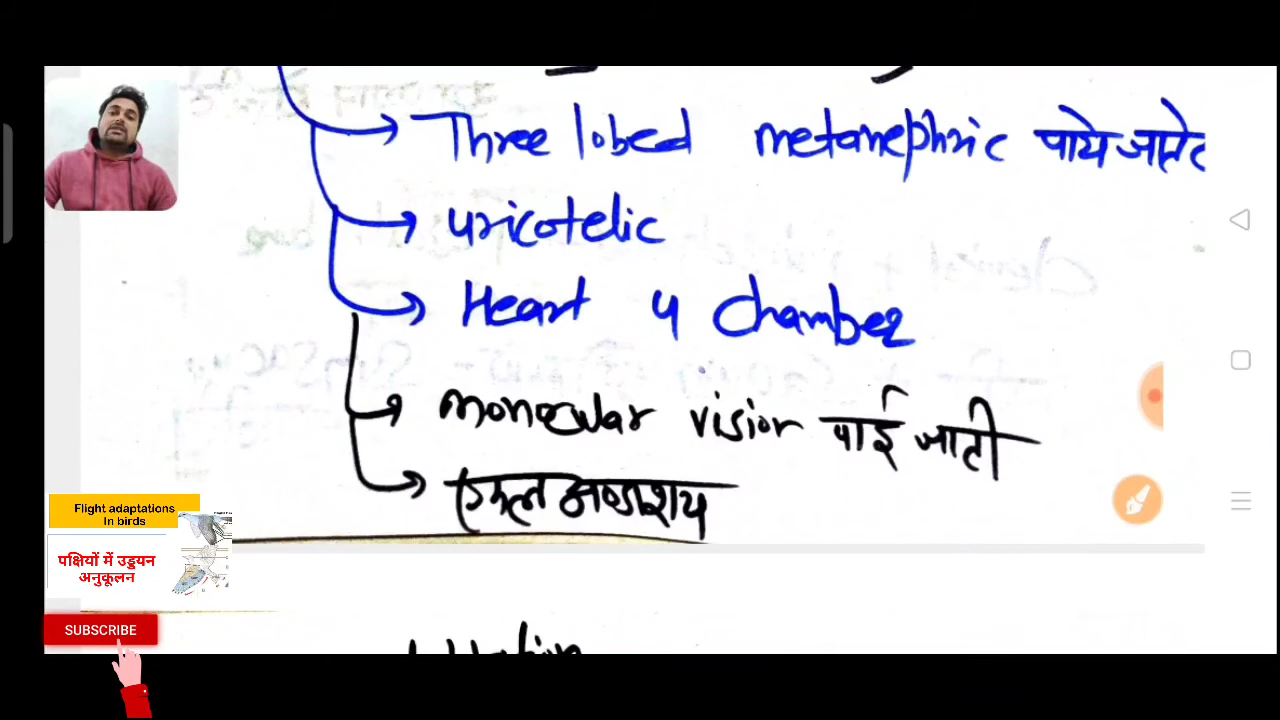 Three lobed metanephric पाये जाते
Uricotelic
Heart 4 chamber
monocular vision पाई जाती
एकल अण्डाशय
Flight adaptations
In birds
पक्षियों में उड्डयन
अनुकूलन
SUBSCRIBE